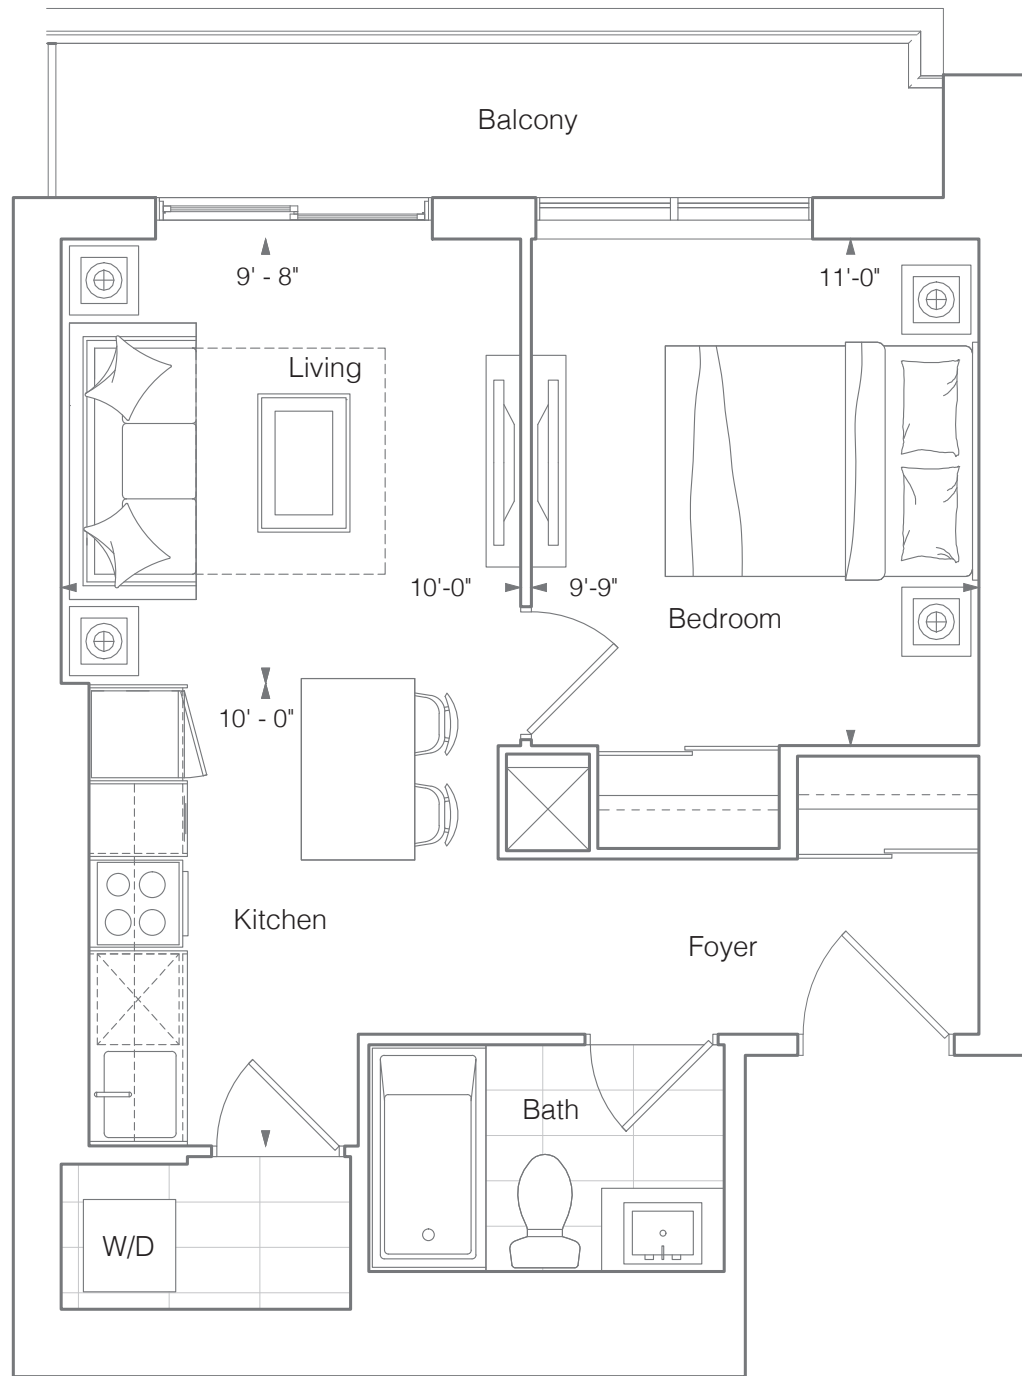 Balcony
9' - 8"
11'-0"
Living
10'-0"
9'-9"
Bedroom
10' - 0"
Kitchen
Foyer
Bath
W/D